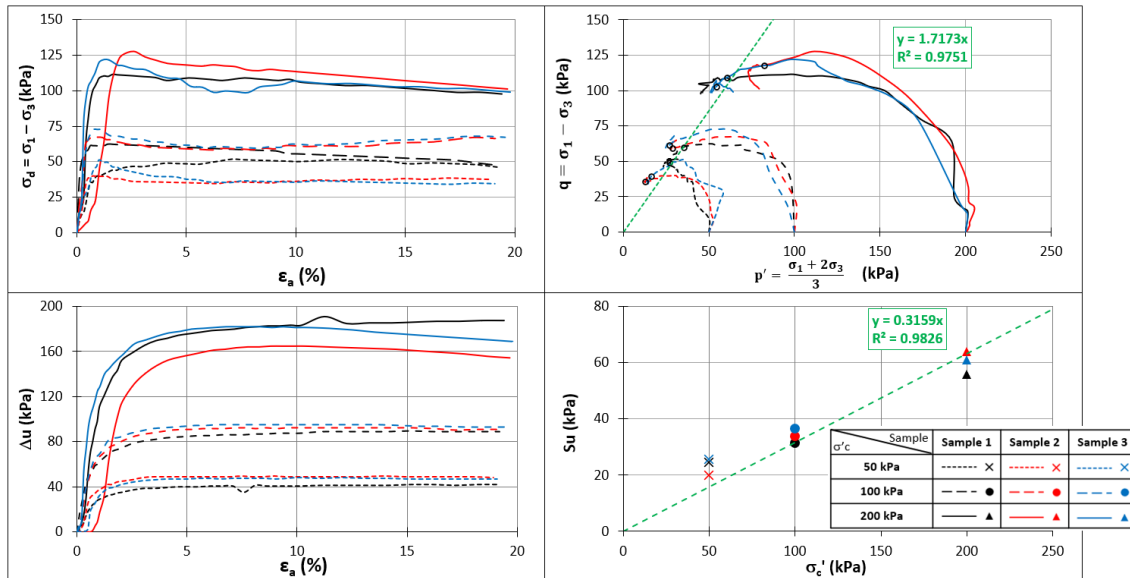 150
125
100
75
50
25
0
0
5
10
15
20
σd = σ1 − σ3 (kPa)
εa (%)
150
125
100
75
50
25
0
0
50
100
150
200
250
q = σ1 − σ3 (kPa)
p′ = (σ1 + 2σ3)/3 (kPa)
y = 1.7173x
R² = 0.9751
200
160
120
80
40
0
0
5
10
15
20
Δu (kPa)
εa (%)
80
60
40
20
0
0
50
100
150
200
250
Su (kPa)
σc' (kPa)
y = 0.3159x
R² = 0.9826
σ'c Sample Sample 1 Sample 2 Sample 3
50 kPa
100 kPa
200 kPa